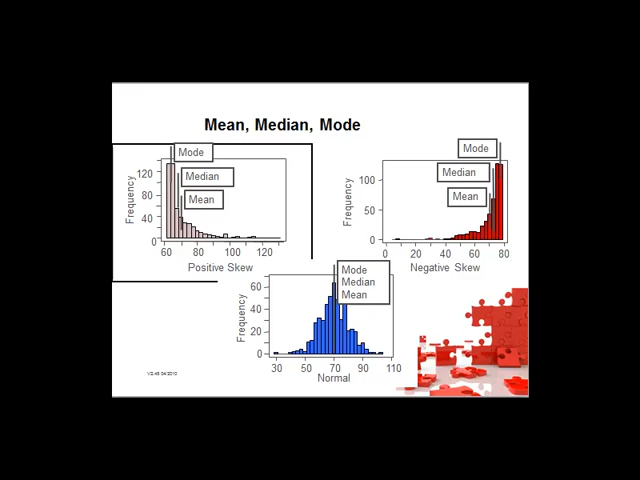 Mean, Median, Mode
Mode
Median
Mean
Frequency
120
80
40
0
60
80
100
120
Positive Skew
Mode
Median
Mean
Frequency
100
50
0
0
20
40
60
80
Negative Skew
Mode
Median
Mean
Frequency
60
40
20
0
30
50
70
90
110
Normal